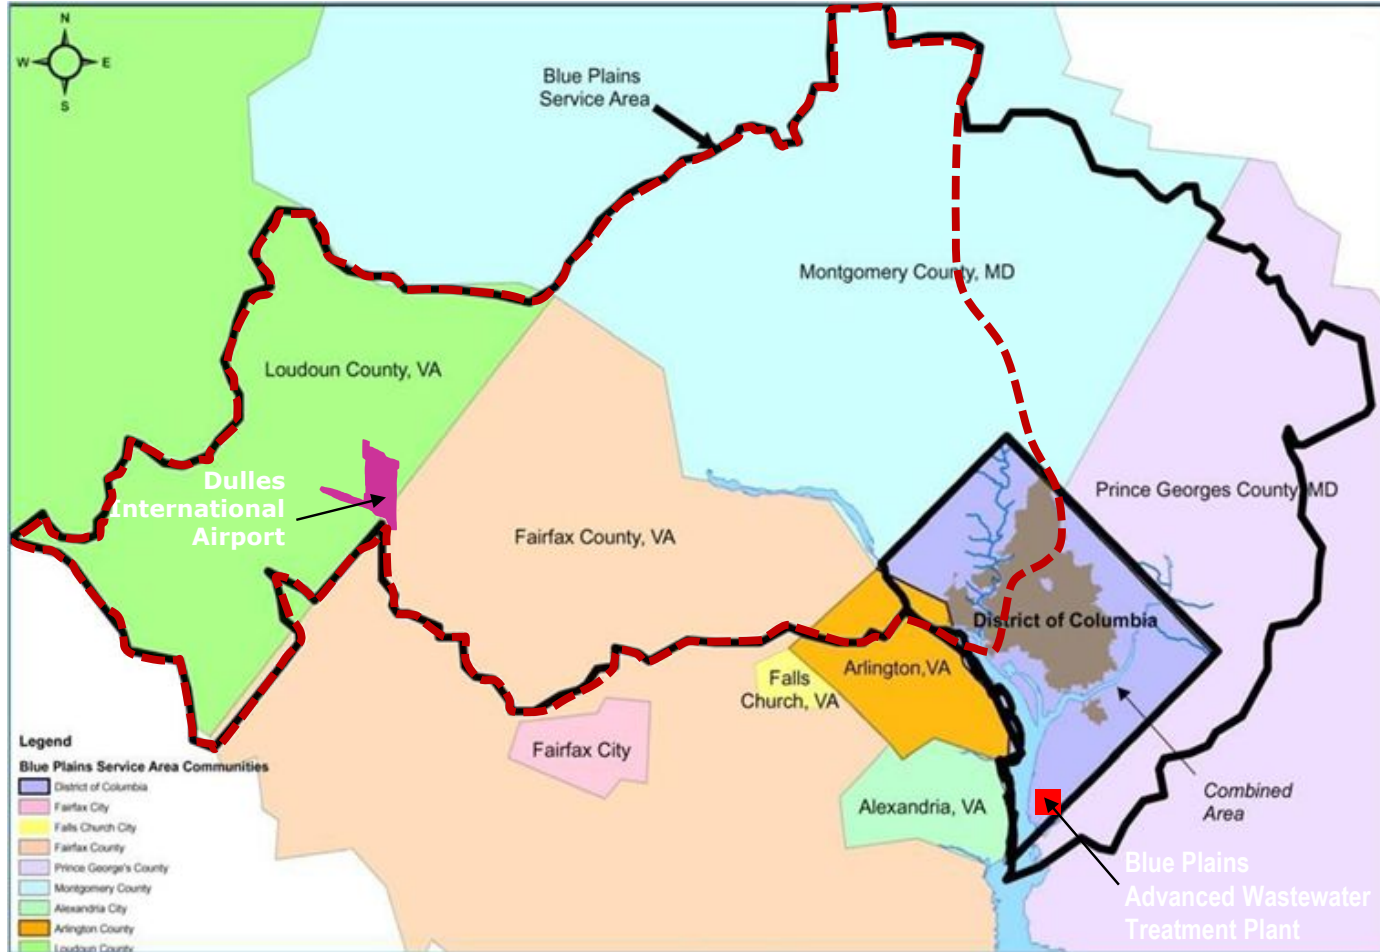 N
W E
S
Blue Plains
Service Area
Montgomery County, MD
Loudoun County, VA
Dulles
International
Airport
Prince Georges County, MD
Fairfax County, VA
District of Columbia
Arlington,VA
Falls
Church, VA
Fairfax City
Alexandria, VA
Combined
Area
Blue Plains
Advanced Wastewater
Treatment Plant
Legend
Blue Plains Service Area Communities
District of Columbia
Fairfax City
Falls Church City
Fairfax County
Prince George's County
Montgomery County
Alexandria City
Arlington County
Loudoun County